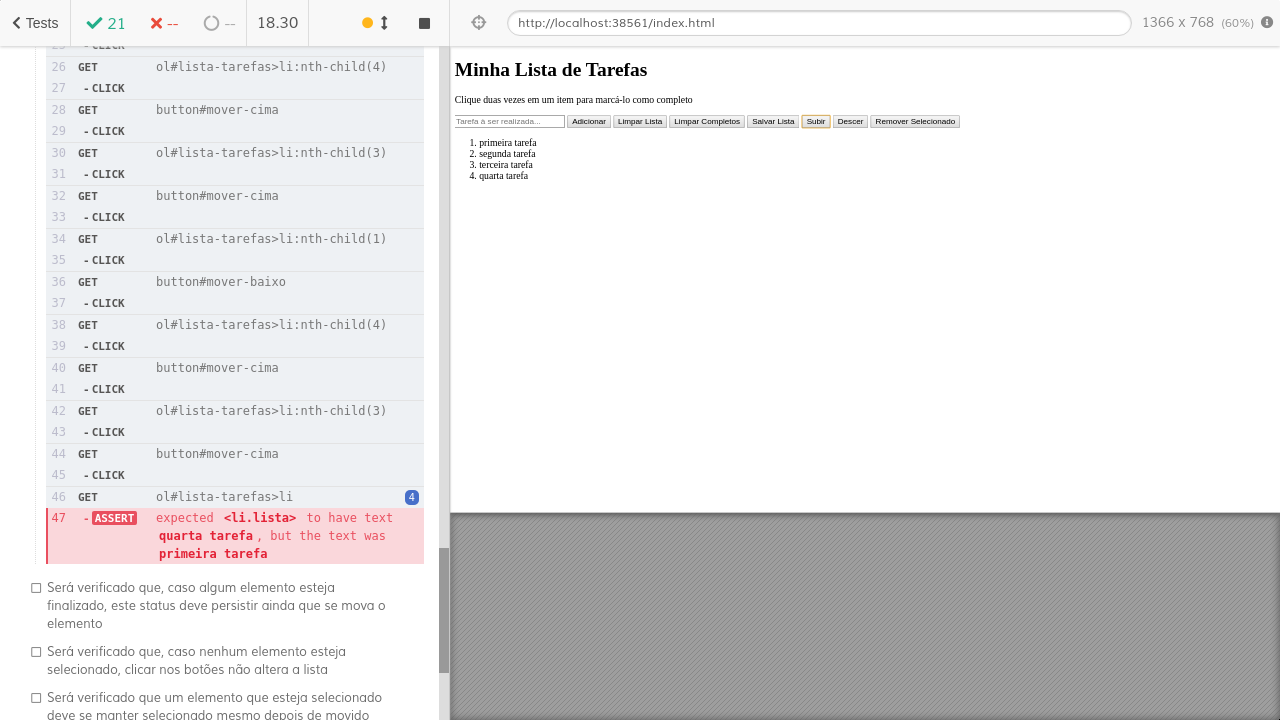 Tests
21
--
--
18.30
http://localhost:38561/index.html
1366 x 768 (60%)
25 - CLICK
26 GET ol#lista-tarefas>li:nth-child(4)
27 - CLICK
28 GET button#mover-cima
29 - CLICK
30 GET ol#lista-tarefas>li:nth-child(3)
31 - CLICK
32 GET button#mover-cima
33 - CLICK
34 GET ol#lista-tarefas>li:nth-child(1)
35 - CLICK
36 GET button#mover-baixo
37 - CLICK
38 GET ol#lista-tarefas>li:nth-child(4)
39 - CLICK
40 GET button#mover-cima
41 - CLICK
42 GET ol#lista-tarefas>li:nth-child(3)
43 - CLICK
44 GET button#mover-cima
45 - CLICK
46 GET ol#lista-tarefas>li 4
47 - ASSERT expected <li.lista> to have text
quarta tarefa , but the text was
primeira tarefa
Será verificado que, caso algum elemento esteja
finalizado, este status deve persistir ainda que se mova o
elemento
Será verificado que, caso nenhum elemento esteja
selecionado, clicar nos botões não altera a lista
Será verificado que um elemento que esteja selecionado
deve se manter selecionado mesmo depois de movido
Minha Lista de Tarefas
Clique duas vezes em um item para marcá-lo como completo
Tarefa à ser realizada... Adicionar Limpar Lista Limpar Completos Salvar Lista Subir Descer Remover Selecionado
1. primeira tarefa
2. segunda tarefa
3. terceira tarefa
4. quarta tarefa